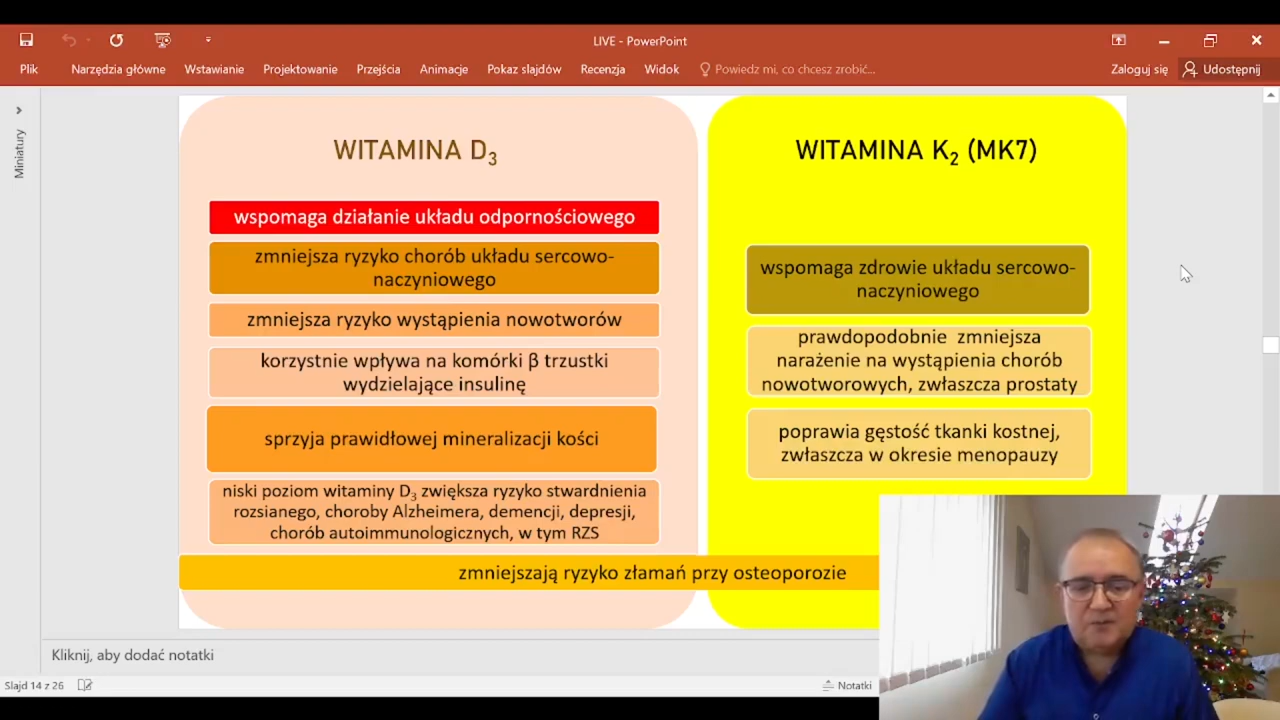 LIVE - PowerPoint
Plik Narzędzia główne Wstawianie Projektowanie Przejścia Animacje Pokaz slajdów Recenzja Widok Powiedz mi, co chcesz zrobić... Zaloguj się Udostępnij
Miniatury
WITAMINA D3
wspomaga działanie układu odpornościowego
zmniejsza ryzyko chorób układu sercowo-
naczyniowego
zmniejsza ryzyko wystąpienia nowotworów
korzystnie wpływa na komórki β trzustki
wydzielające insulinę
sprzyja prawidłowej mineralizacji kości
niski poziom witaminy D3 zwiększa ryzyko stwardnienia
rozsianego, choroby Alzheimera, demencji, depresji,
chorób autoimmunologicznych, w tym RZS
WITAMINA K2 (MK7)
wspomaga zdrowie układu sercowo-
naczyniowego
prawdopodobnie zmniejsza
narażenie na wystąpienia chorób
nowotworowych, zwłaszcza prostaty
poprawia gęstość tkanki kostnej,
zwłaszcza w okresie menopauzy
zmniejszają ryzyko złamań przy osteoporozie
Kliknij, aby dodać notatki
Slajd 14 z 26 Notatki